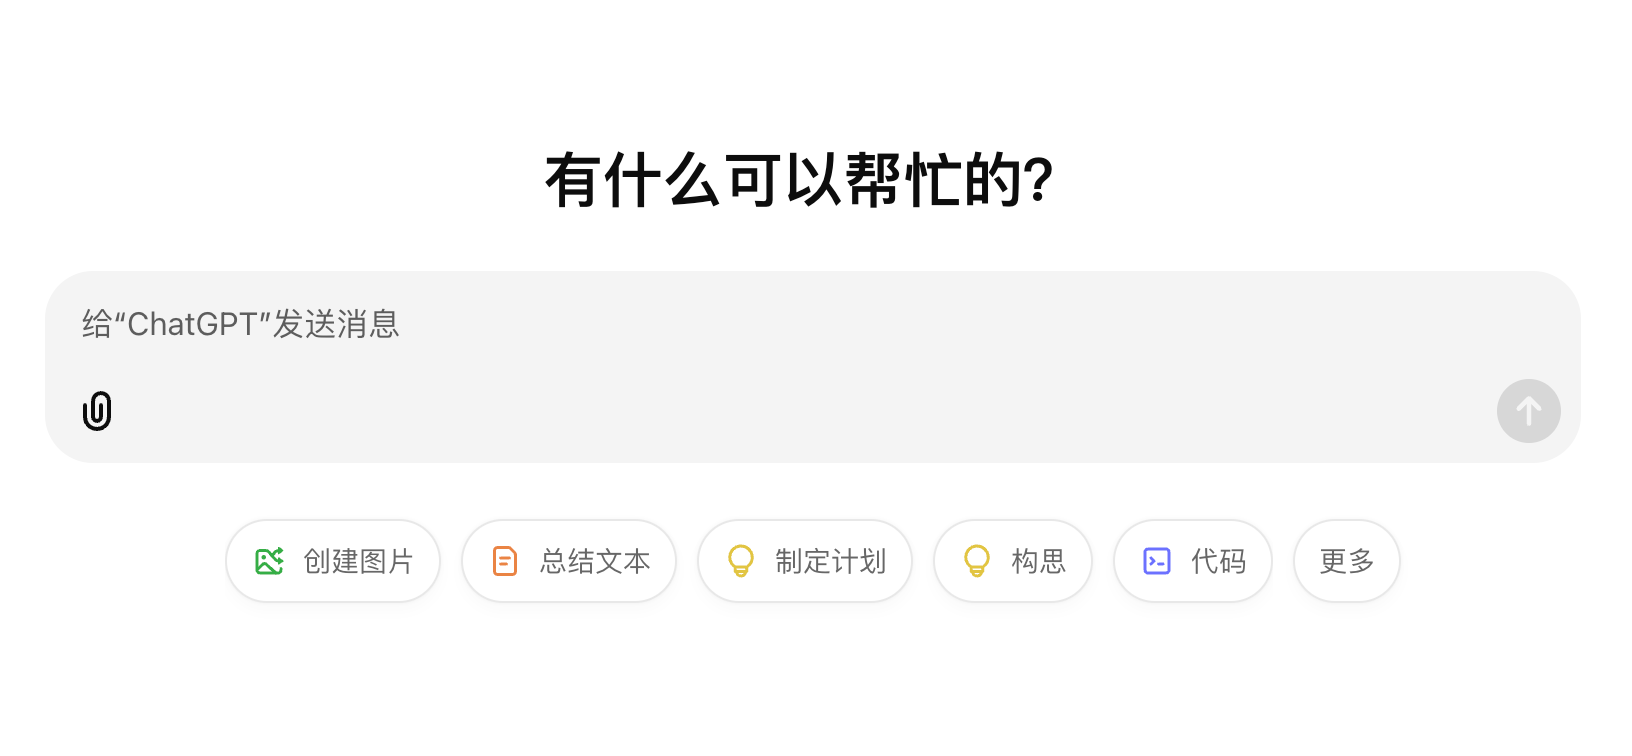 有什么可以帮忙的?
给“ChatGPT”发送消息
创建图片 总结文本 制定计划 构思 代码 更多